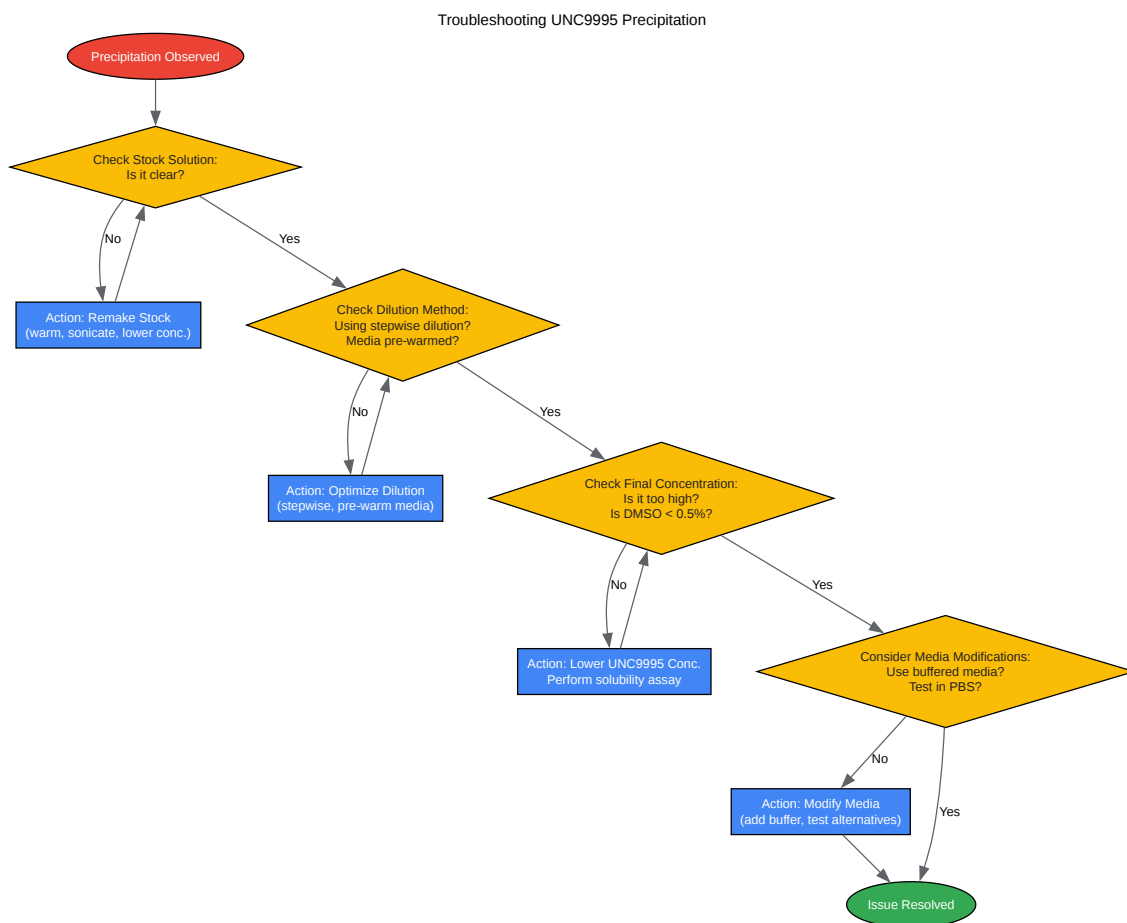 Troubleshooting UNC9995 Precipitation
Precipitation Observed
Check Stock Solution:
Is it clear?
No
Yes
Action: Remake Stock
(warm, sonicate, lower conc.)
Check Dilution Method:
Using stepwise dilution?
Media pre-warmed?
No
Yes
Action: Optimize Dilution
(stepwise, pre-warm media)
Check Final Concentration:
Is it too high?
Is DMSO < 0.5%?
No
Yes
Action: Lower UNC9995 Conc.
Perform solubility assay
Consider Media Modifications:
Use buffered media?
Test in PBS?
No
Yes
Action: Modify Media
(add buffer, test alternatives)
Issue Resolved